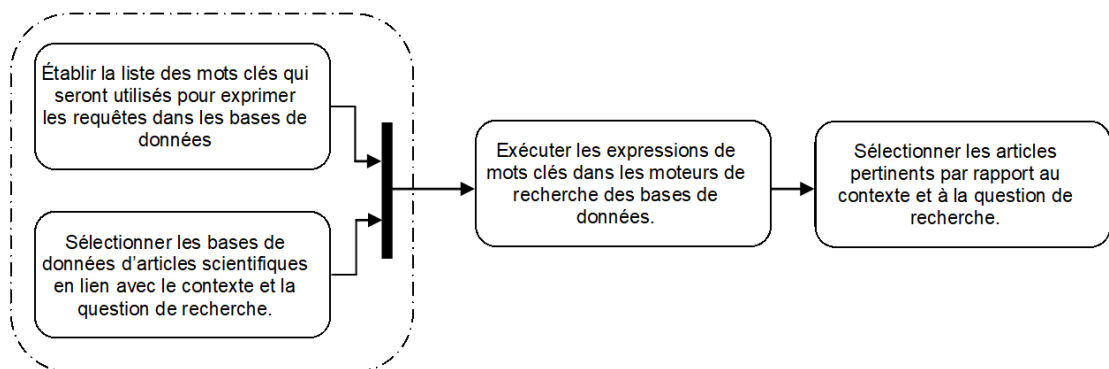 Établir la liste des mots clés qui
seront utilisés pour exprimer
les requêtes dans les bases de
données
Sélectionner les bases de
données d'articles scientifiques
en lien avec le contexte et la
question de recherche.
Exécuter les expressions de
mots clés dans les moteurs de
recherche des bases de
données.
Sélectionner les articles
pertinents par rapport au
contexte et à la question de
recherche.